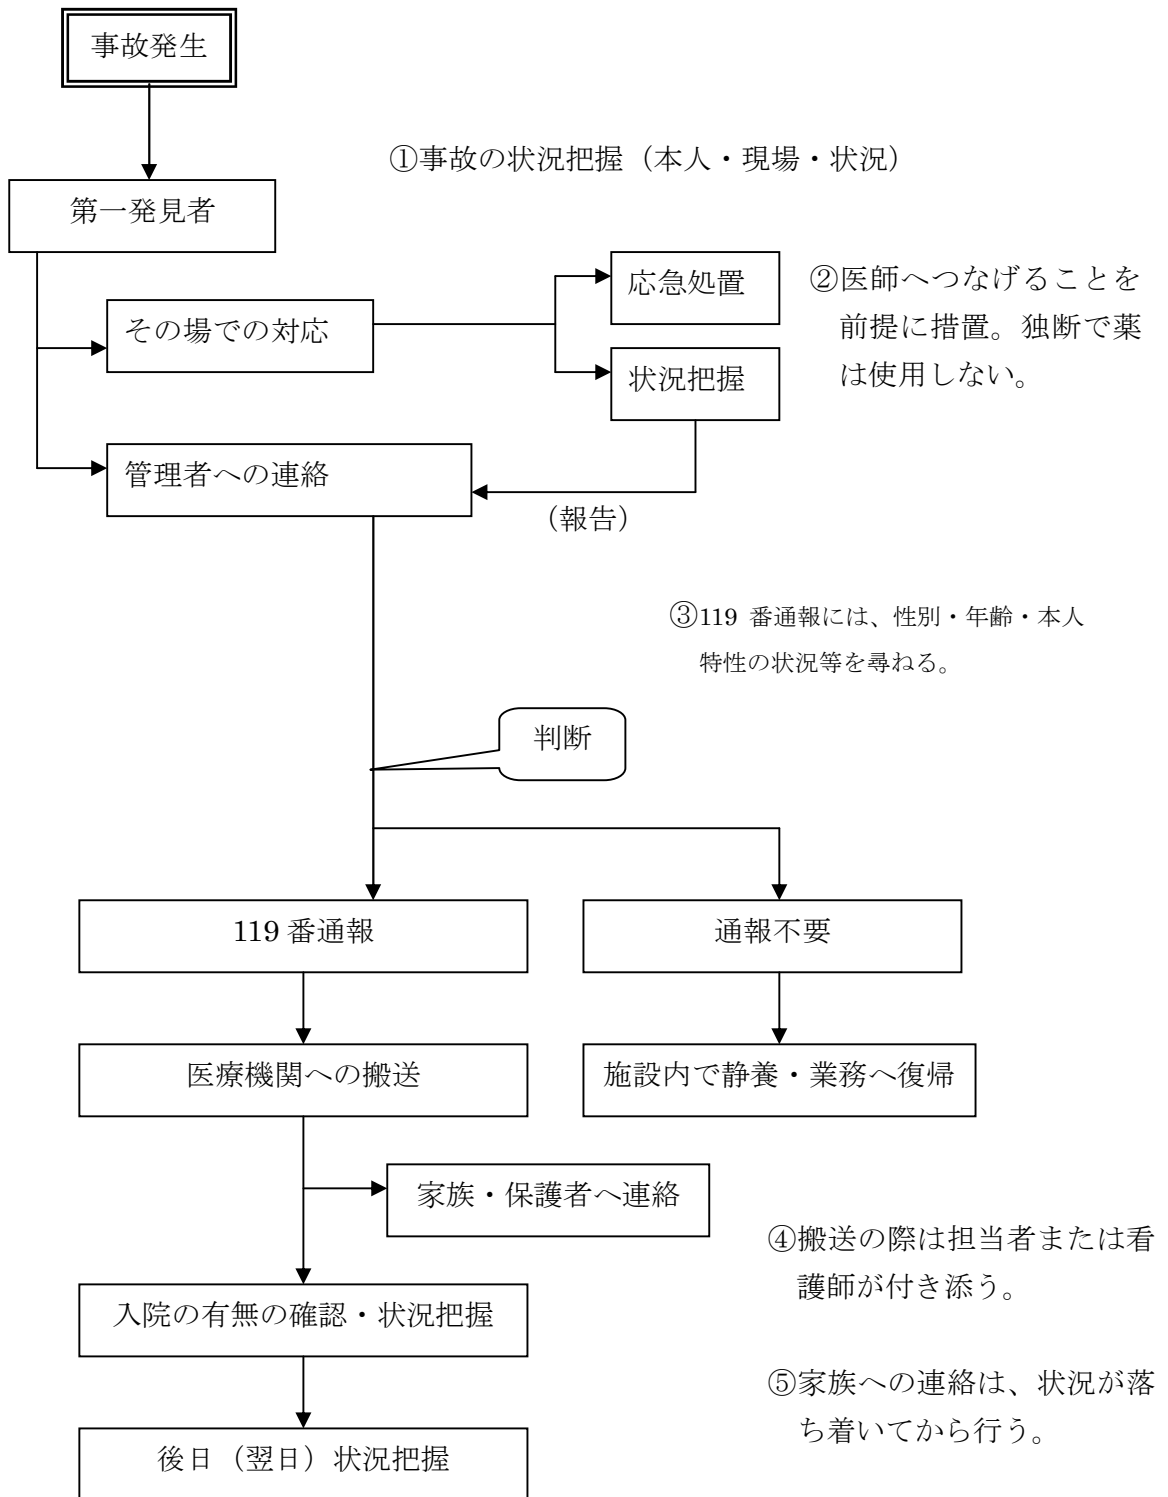 事故発生
①事故の状況把握（本人・現場・状況）
第一発見者
応急処置
②医師へつなげることを
前提に措置。独断で薬
は使用しない。
その場での対応
状況把握
管理者への連絡
（報告）
③119 番通報には、性別・年齢・本人
特性の状況等を尋ねる。
判断
119 番通報
通報不要
医療機関への搬送
施設内で静養・業務へ復帰
家族・保護者へ連絡
④搬送の際は担当者または看
護師が付き添う。
入院の有無の確認・状況把握
⑤家族への連絡は、状況が落
ち着いてから行う。
後日（翌日）状況把握